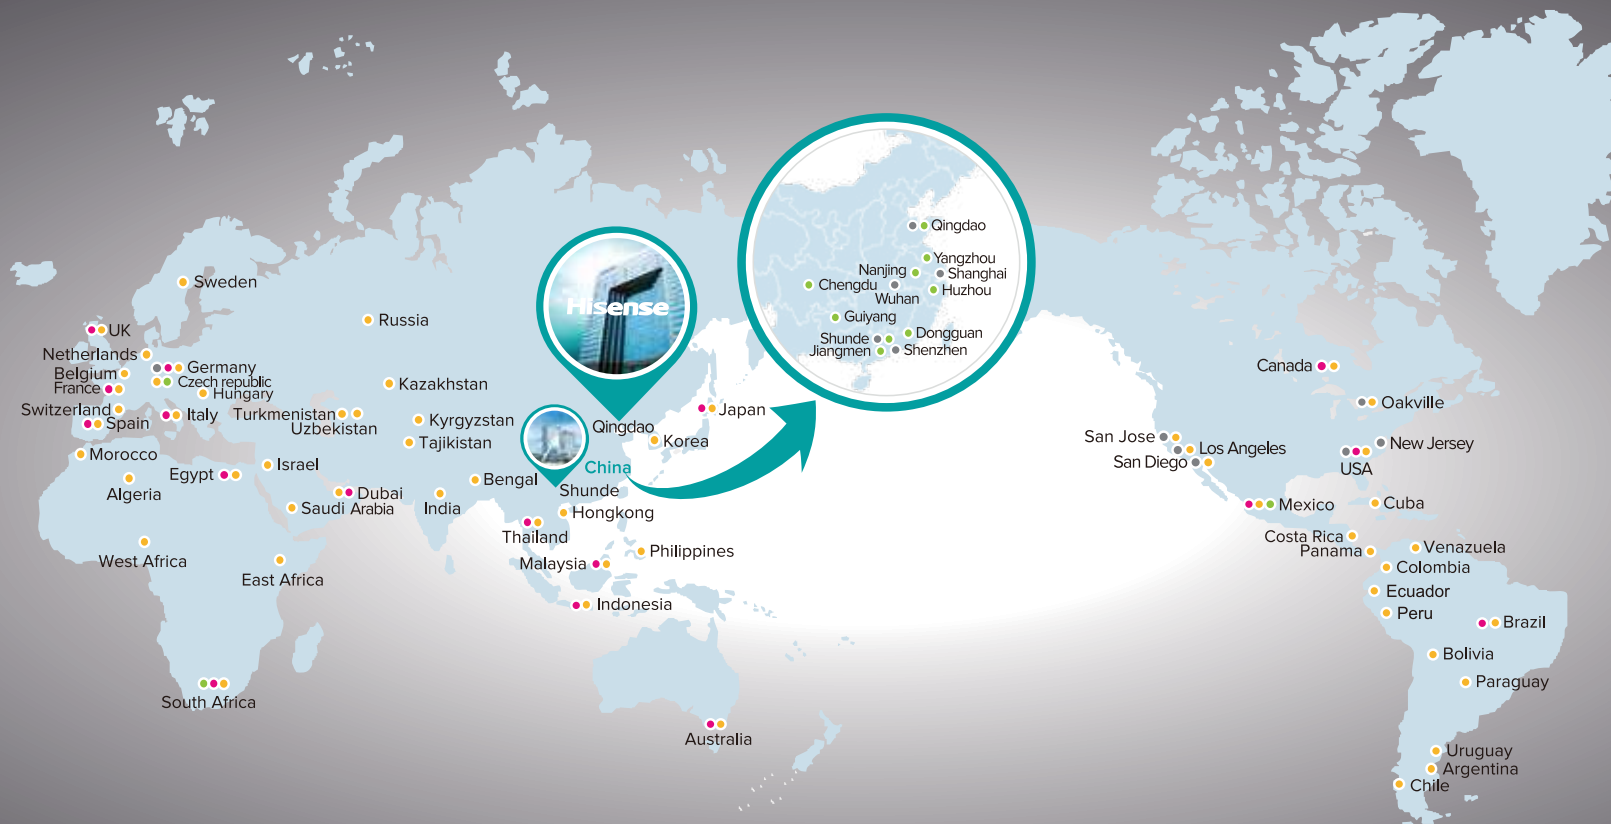 Sweden
Russia
UK
Netherlands
Germany
Belgium
Czech republic
France
Hungary
Switzerland
Italy
Spain
Turkmenistan
Uzbekistan
Kazakhstan
Kyrgyzstan
Tajikistan
Morocco
Algeria
Egypt
Israel
Dubai
Saudi Arabia
India
Bengal
West Africa
East Africa
South Africa
Hisense
Qingdao
China
Shunde
Korea
Japan
Hongkong
Thailand
Philippines
Malaysia
Indonesia
Australia
Qingdao
Yangzhou
Nanjing
Shanghai
Chengdu
Huzhou
Wuhan
Guiyang
Dongguan
Shunde
Shenzhen
Jiangmen
Canada
Oakville
San Jose
Los Angeles
San Diego
New Jersey
USA
Mexico
Cuba
Costa Rica
Panama
Venazuela
Colombia
Ecuador
Peru
Brazil
Bolivia
Paraguay
Uruguay
Argentina
Chile